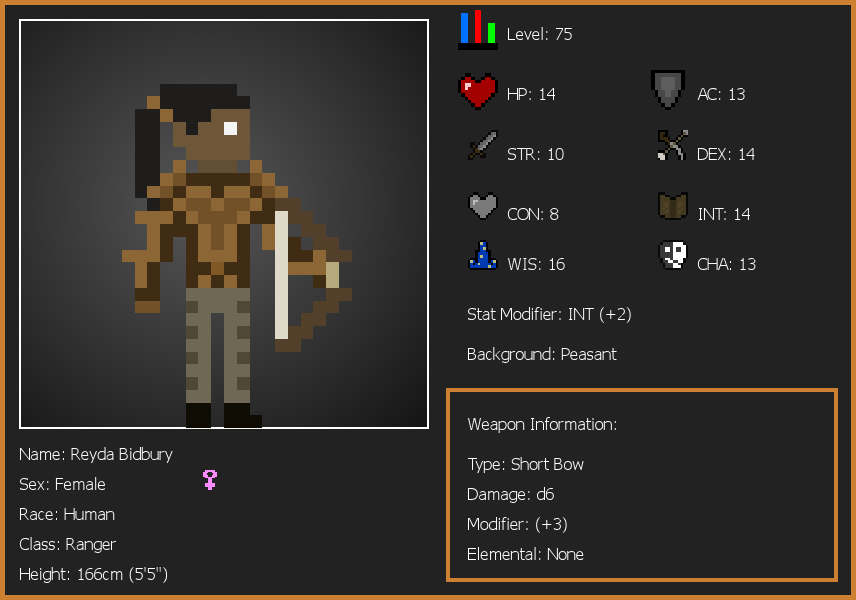 Level: 75
HP: 14
AC: 13
STR: 10
DEX: 14
CON: 8
INT: 14
WIS: 16
CHA: 13
Stat Modifier: INT (+2)
Background: Peasant
Weapon Information:
Type: Short Bow
Damage: d6
Modifier: (+3)
Elemental: None
Name: Reyda Bidbury
Sex: Female
Race: Human
Class: Ranger
Height: 166cm (5'5")